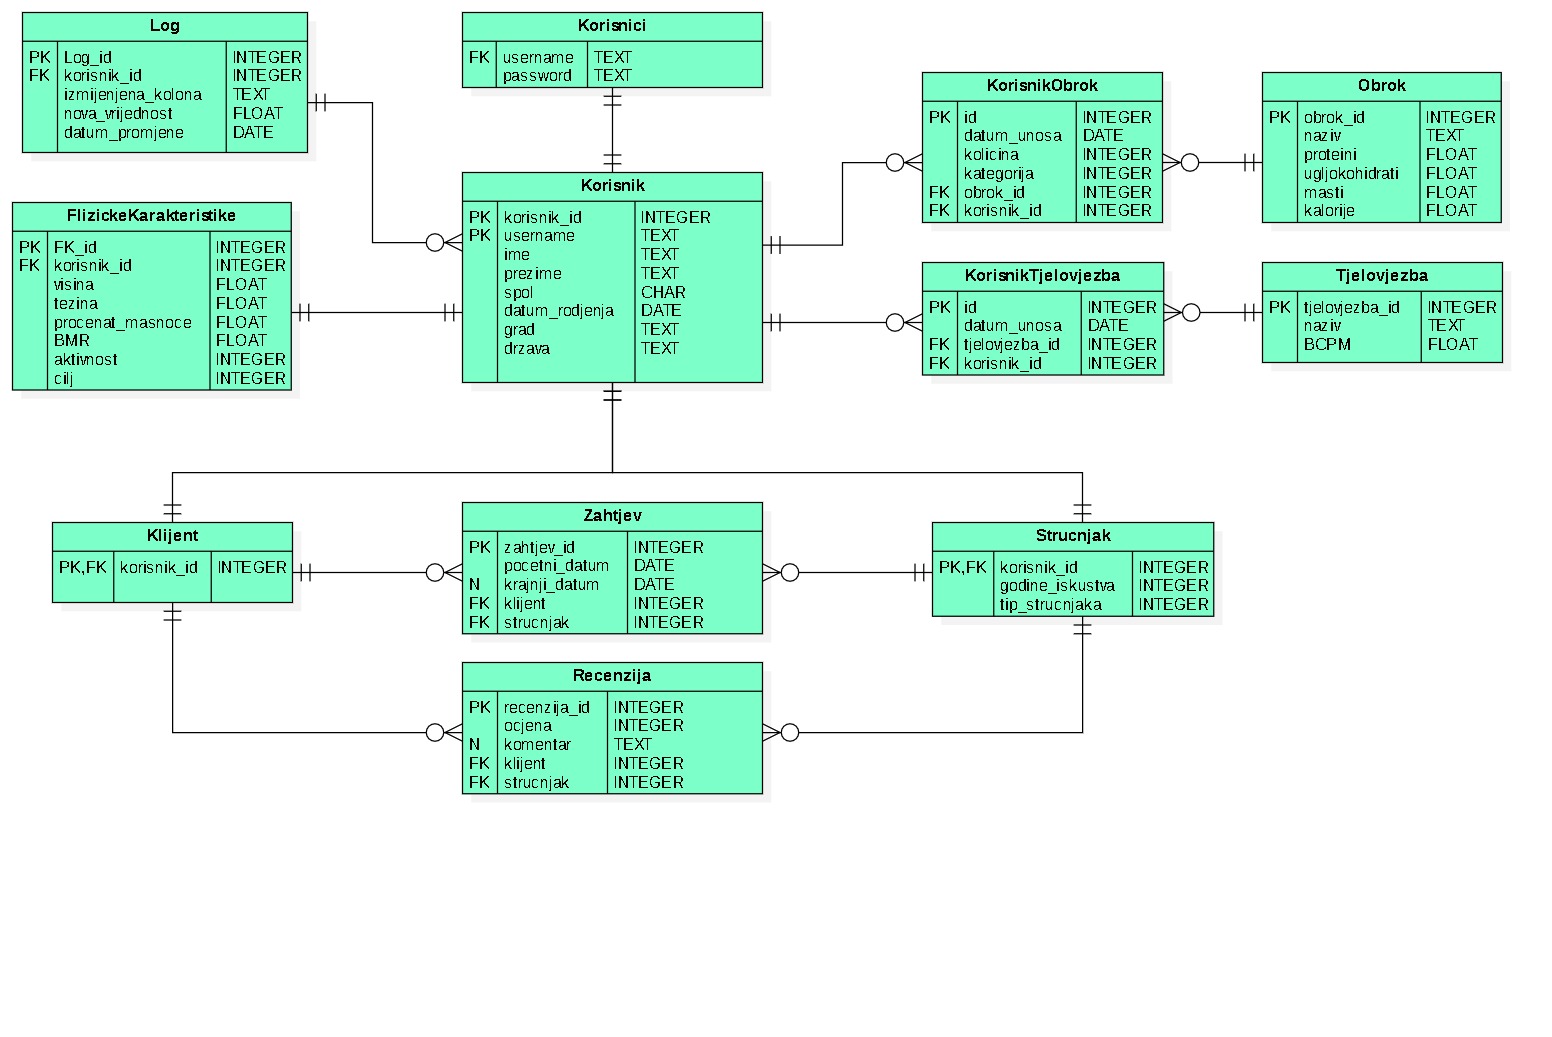 Log
PK Log_id INTEGER
FK korisnik_id INTEGER
izmijenjena_kolona TEXT
nova_vrijednost FLOAT
datum_promjene DATE
Korisnici
FK username TEXT
password TEXT
KorisnikObrok
PK id INTEGER
datum_unosa DATE
kolicina INTEGER
kategorija INTEGER
FK obrok_id INTEGER
FK korisnik_id INTEGER
Obrok
PK obrok_id INTEGER
naziv TEXT
proteini FLOAT
ugljokohidrati FLOAT
masti FLOAT
kalorije FLOAT
FlizickeKarakteristike
PK FK_id INTEGER
FK korisnik_id INTEGER
visina FLOAT
tezina FLOAT
procenat_masnoce FLOAT
BMR FLOAT
aktivnost INTEGER
cilj INTEGER
Korisnik
PK korisnik_id INTEGER
PK username TEXT
ime TEXT
prezime TEXT
spol CHAR
datum_rodjenja DATE
grad TEXT
drzava TEXT
KorisnikTjelovjezba
PK id INTEGER
datum_unosa DATE
FK tjelovjezba_id INTEGER
FK korisnik_id INTEGER
Tjelovjezba
PK tjelovjezba_id INTEGER
naziv TEXT
BCPM FLOAT
Klijent
PK,FK korisnik_id INTEGER
Zahtjev
PK zahtjev_id INTEGER
pocetni_datum DATE
N krajnji_datum DATE
FK klijent INTEGER
FK strucnjak INTEGER
Strucnjak
PK,FK korisnik_id INTEGER
godine_iskustva INTEGER
tip_strucnjaka INTEGER
Recenzija
PK recenzija_id INTEGER
ocjena INTEGER
N komentar TEXT
FK klijent INTEGER
FK strucnjak INTEGER